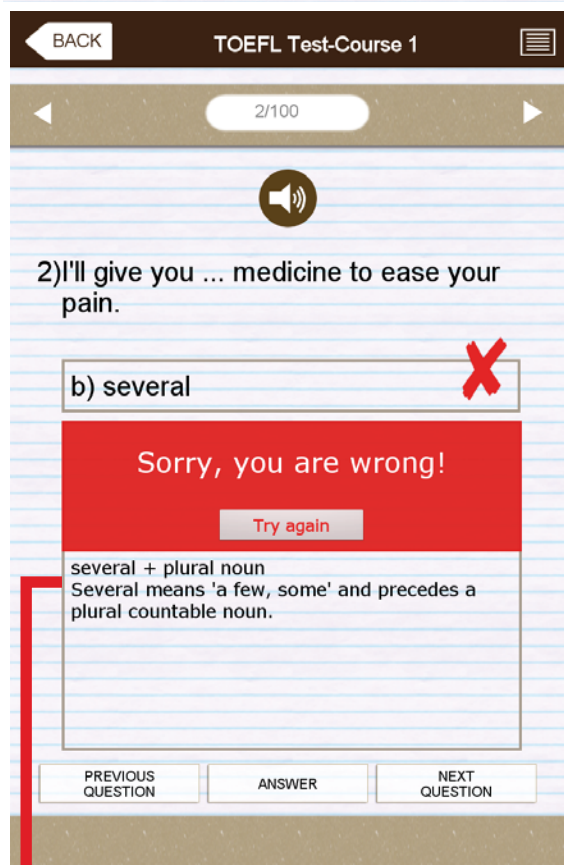 BACK
TOEFL Test-Course 1
2/100
2)I'll give you ... medicine to ease your
pain.
b) several
Sorry, you are wrong!
Try again
several + plural noun
Several means 'a few, some' and precedes a
plural countable noun.
PREVIOUS
QUESTION
ANSWER
NEXT
QUESTION